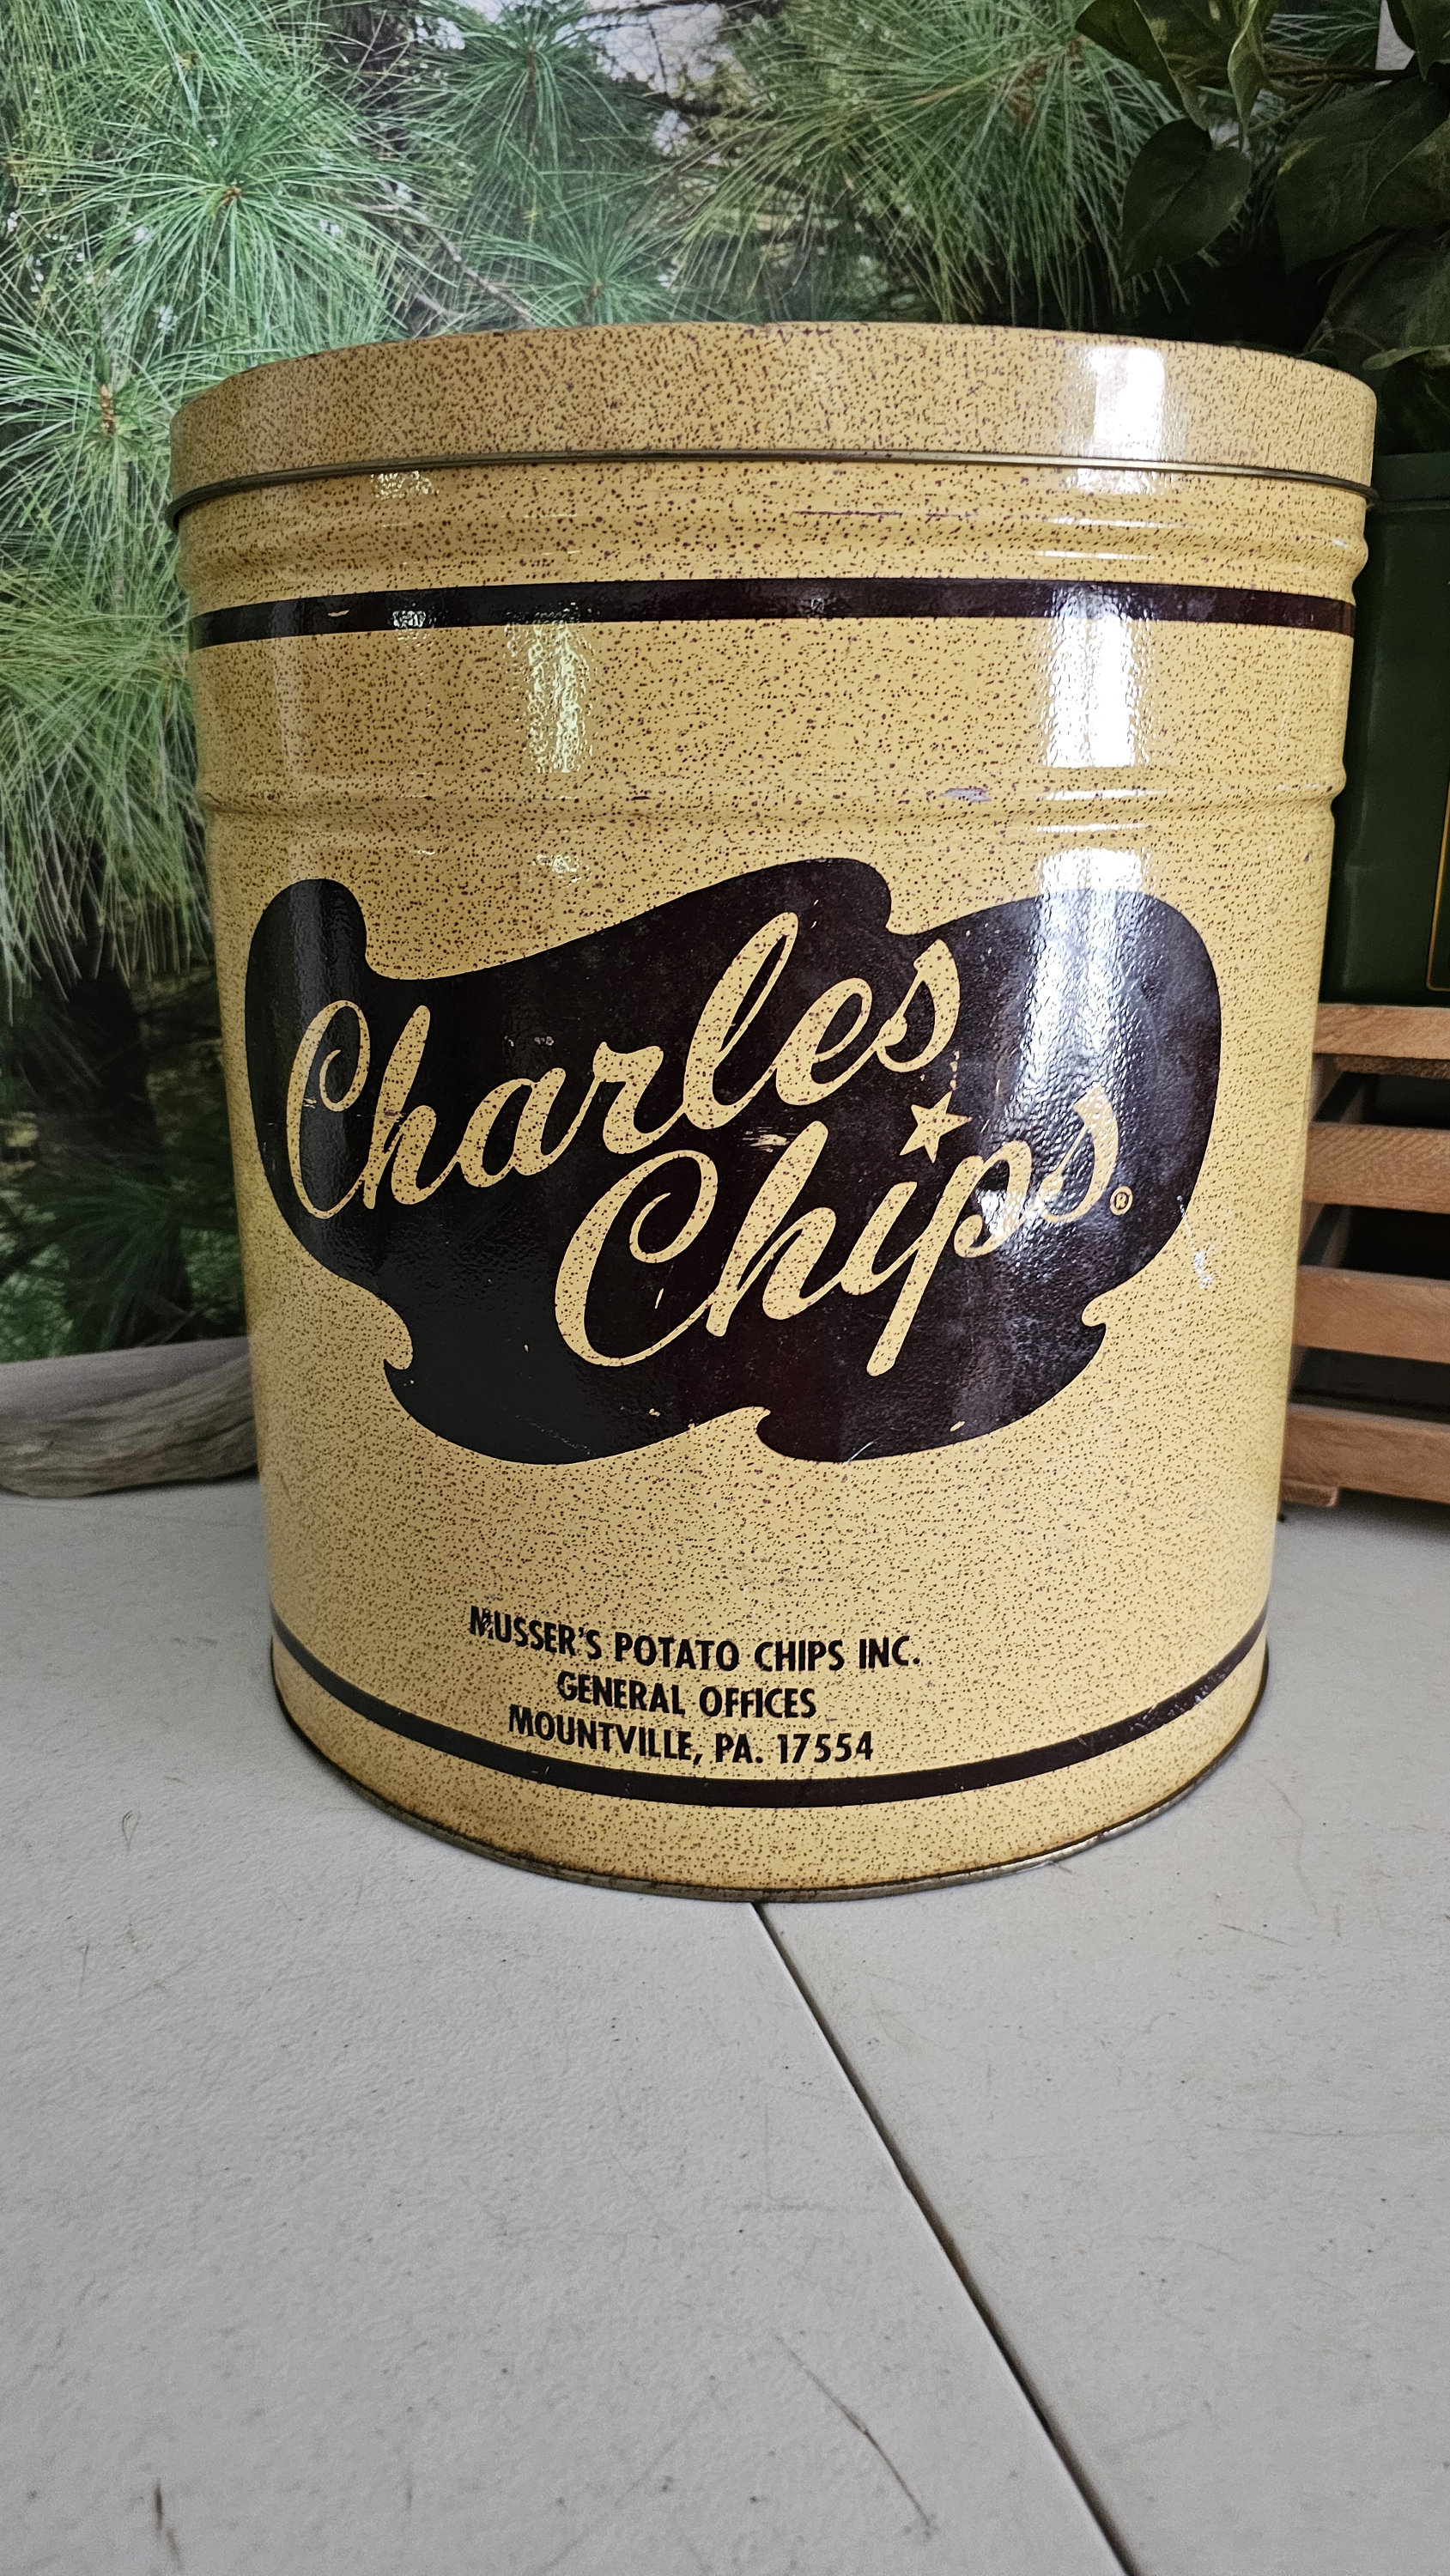 Charles
Chips®
MUSSER'S POTATO CHIPS INC.
GENERAL OFFICES
MOUNTVILLE, PA. 17554